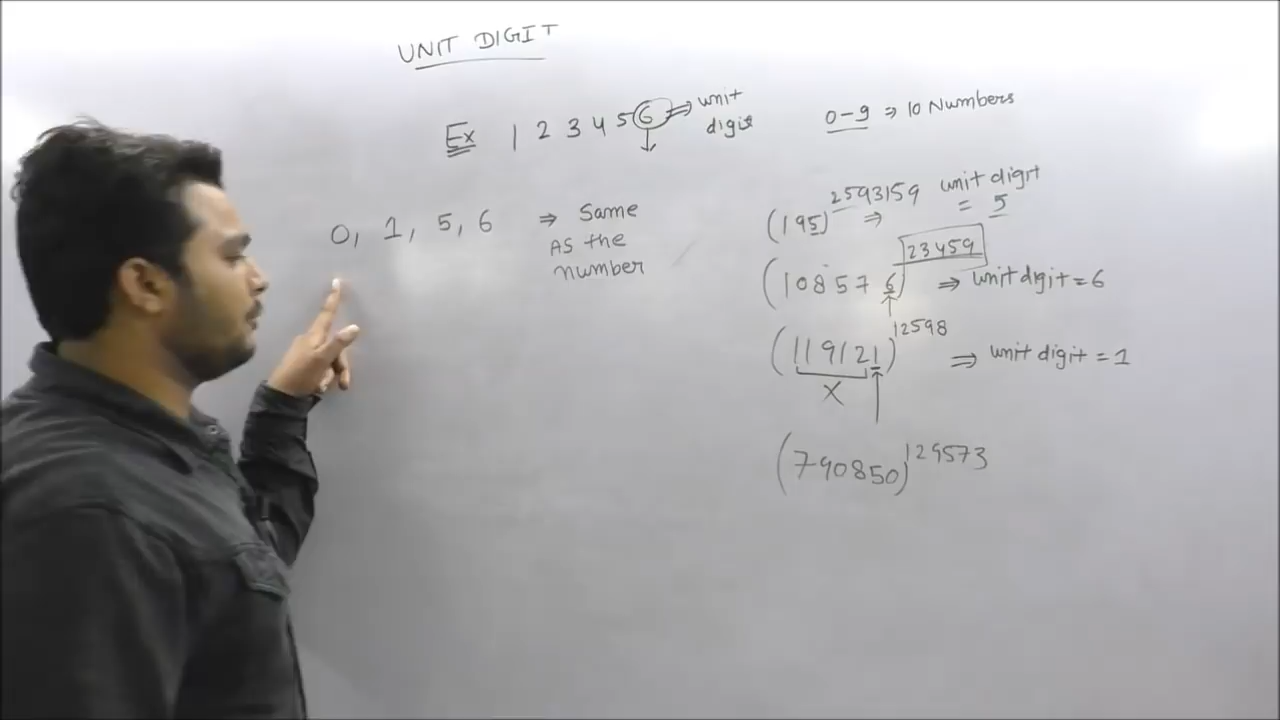 UNIT DIGIT
Ex 1 2 3 4 5 6 ⇒ unit digit
0-9 ⇒ 10 Numbers
0, 1, 5, 6 ⇒ Same
As the
number
(195)^2593159 ⇒ unit digit
= 5
(108576)^23459 ⇒ unit digit = 6
(119121)^12598 ⇒ unit digit = 1
X
(790850)^129573